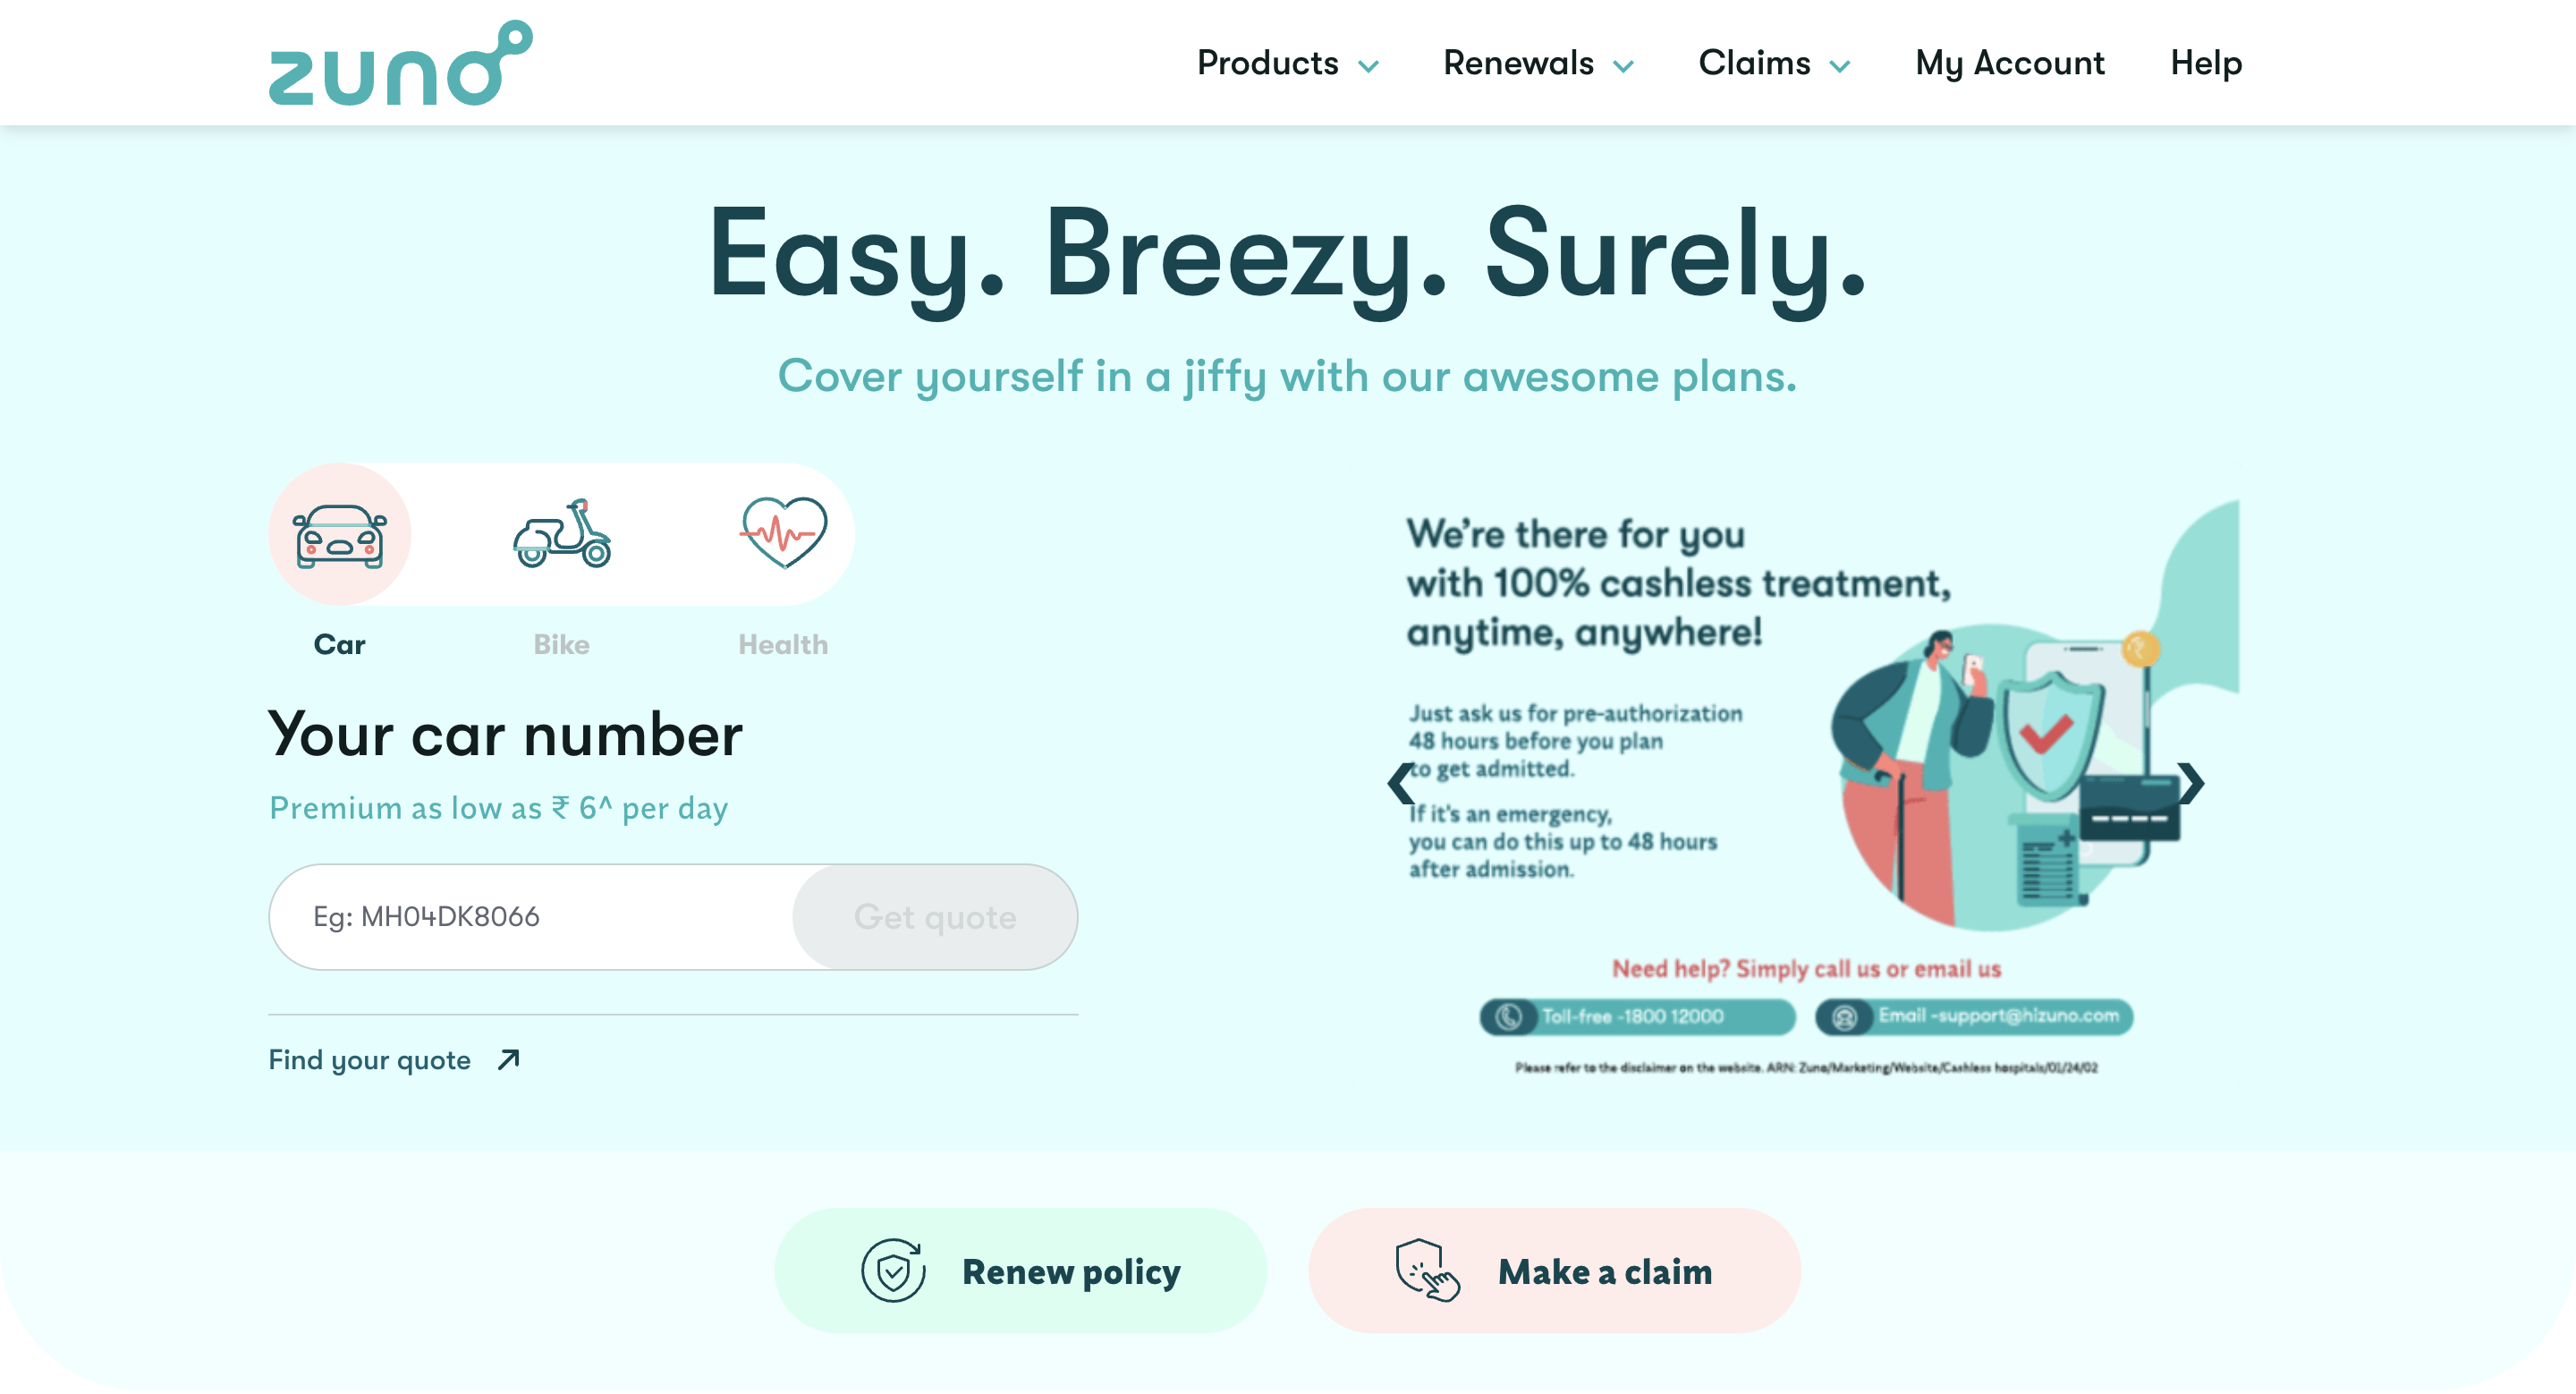 zuno
Products
Renewals
Claims
My Account
Help
Easy. Breezy. Surely.
Cover yourself in a jiffy with our awesome plans.
Car
Bike
Health
Your car number
Premium as low as ₹ 6^ per day
Eg: MH04DK8066
Get quote
Find your quote
We're there for you
with 100% cashless treatment,
anytime, anywhere!
Just ask us for pre-authorization
48 hours before you plan
to get admitted.
If it's an emergency,
you can do this up to 48 hours
after admission.
₹
Need help? Simply call us or email us
Toll-free -1800 12000
Email -support@hizuno.com
Please refer to the disclaimer on the website. ARN: Zuno/Marketing/Website/Cashless hospitals/01/24/02
Renew policy
Make a claim